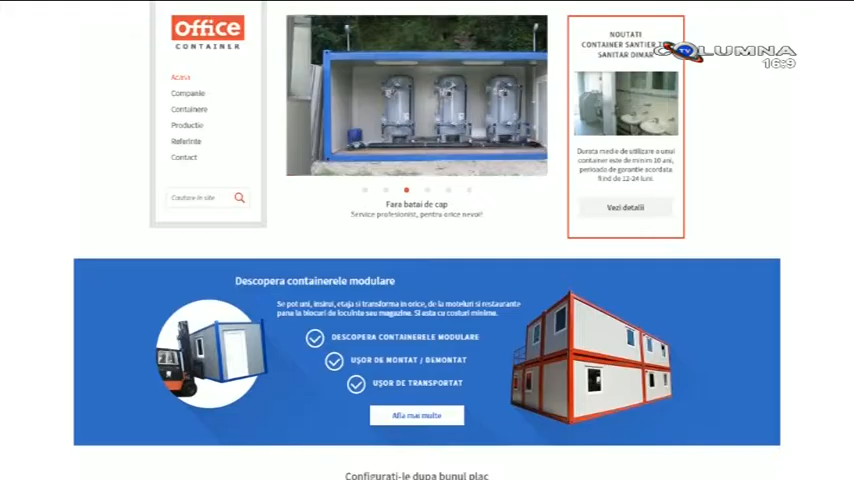 Office
CONTAINER
Acasa
Companie
Containere
Productie
Referinte
Contact
Cautare in site
Fara batai de cap
Service profesionist, pentru orice nevoi!
NOUTATI
CONTAINER SANTIER
SANITAR DIMAR
COLUMNA
TV
16:9
Durata medie de utilizare a unui
container este de minim 10 ani,
perioada de garantie acordata
fiind de 12-24 luni.
Vezi detalii
Descopera containerele modulare
Se pot uni, insirui, etaja si transforma in orice, de la moteluri si restaurante
pana la blocuri de locuinte sau magazine. Si asta cu costuri minime.
DESCOPERA CONTAINERELE MODULARE
UȘOR DE MONTAT / DEMONTAT
UȘOR DE TRANSPORTAT
Afla mai multe
Configurati-le dupa bunul plac